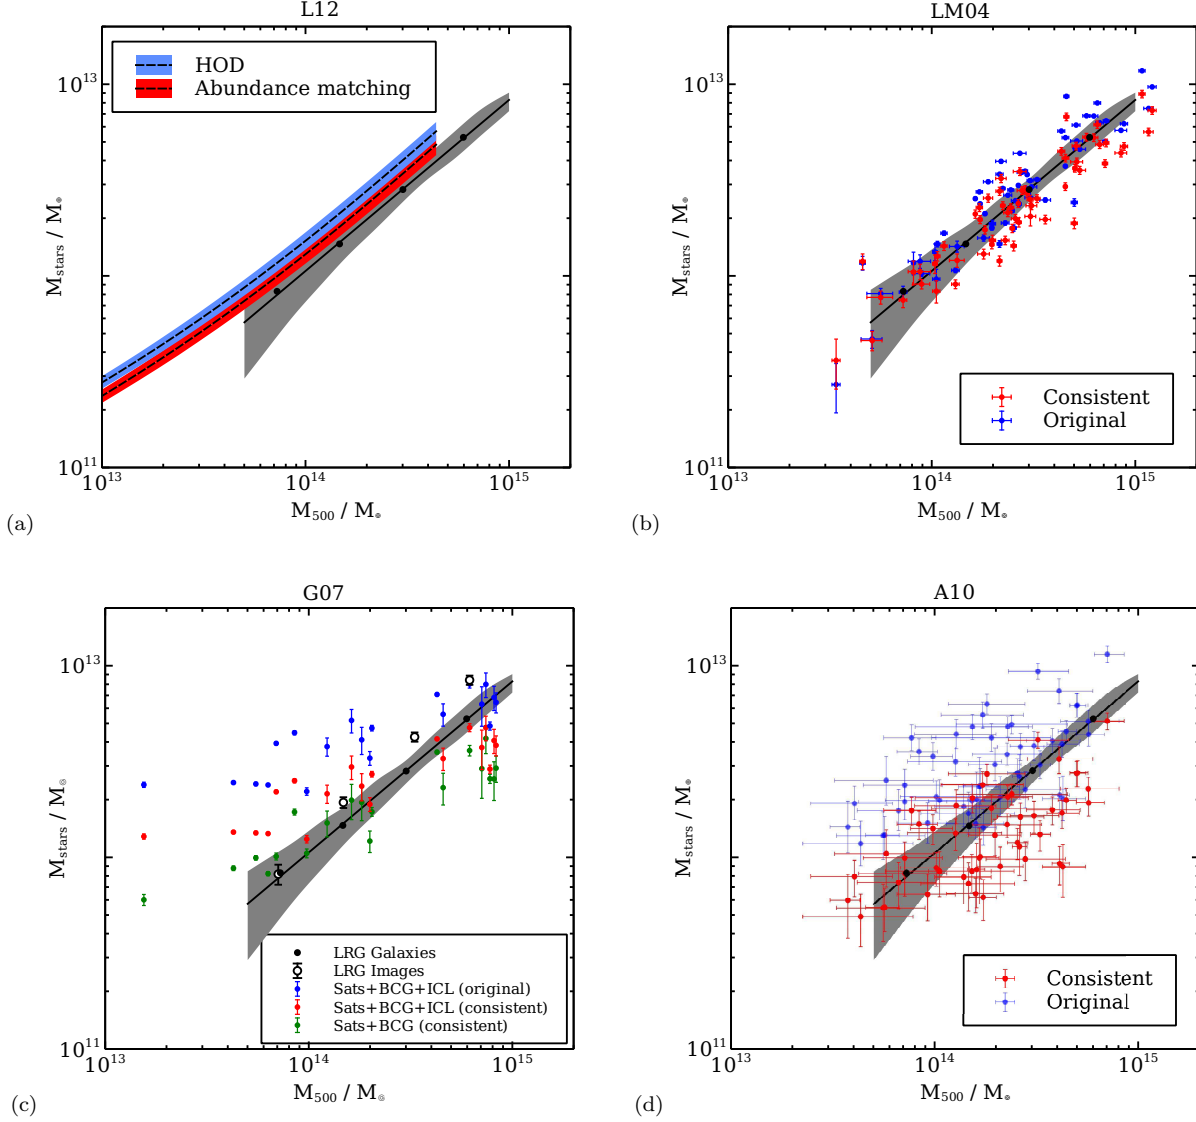 L12
HOD
Abundance matching
10^13
10^11
10^13
10^14
10^15
M_stars / M_⊙
M_500 / M_⊙
(a)
LM04
Consistent
Original
10^13
10^11
10^14
10^15
M_stars / M_⊙
M_500 / M_⊙
(b)
G07
LRG Galaxies
LRG Images
Sats+BCG+ICL (original)
Sats+BCG+ICL (consistent)
Sats+BCG (consistent)
10^13
10^11
10^13
10^14
10^15
M_stars / M_⊙
M_500 / M_⊙
(c)
A10
Consistent
Original
10^13
10^11
10^13
10^14
10^15
M_stars / M_⊙
M_500 / M_⊙
(d)